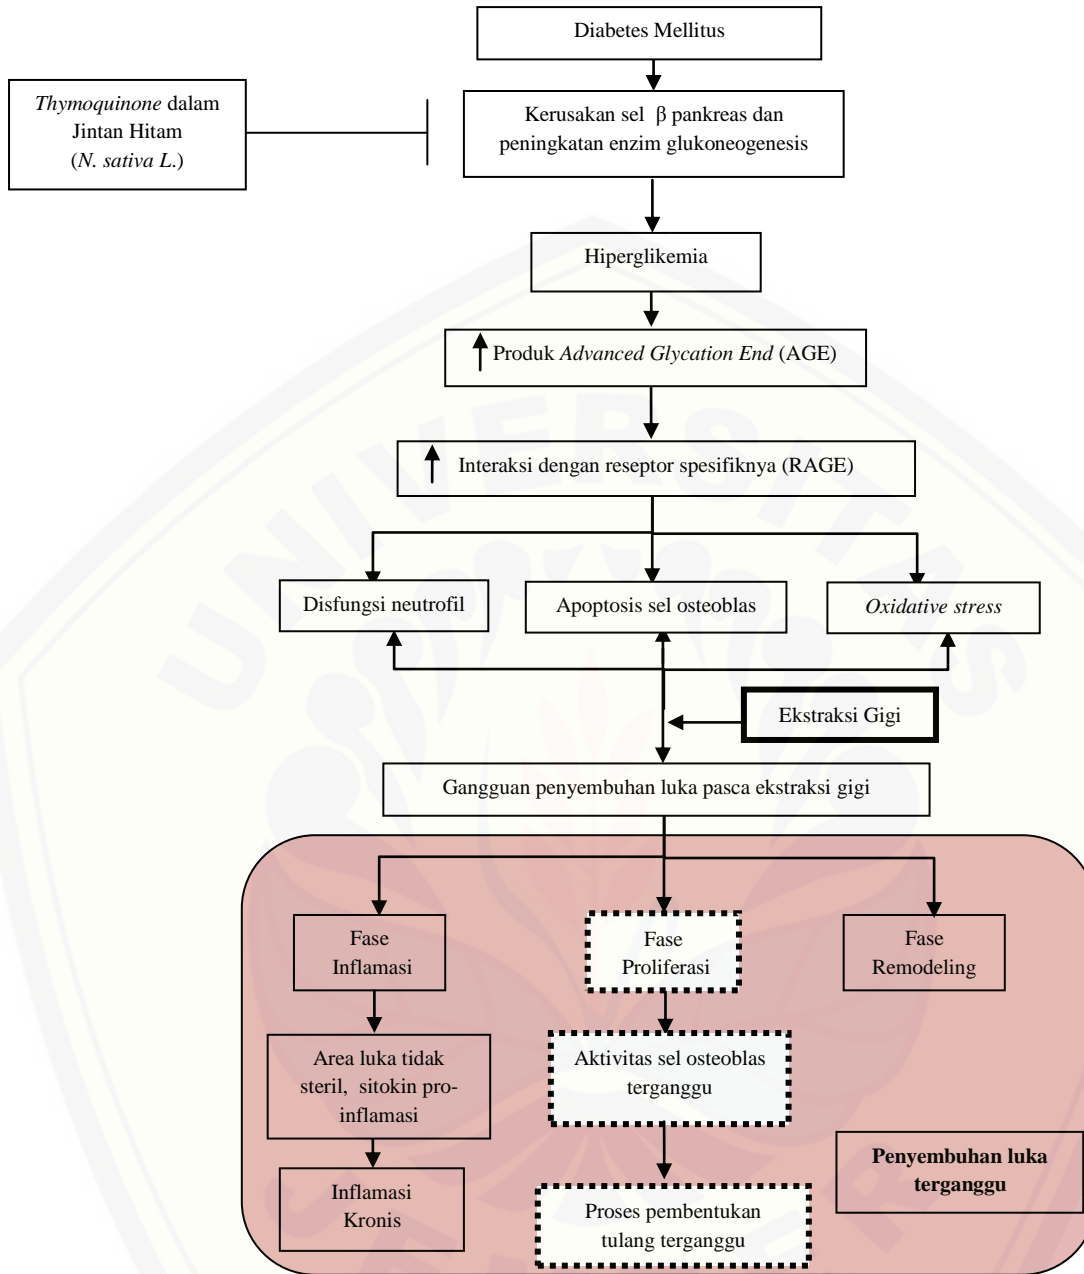 Diabetes Mellitus
Thymoquinone dalam
Jintan Hitam
(N. sativa L.)
Kerusakan sel β pankreas dan
peningkatan enzim glukoneogenesis
Hiperglikemia
Produk Advanced Glycation End (AGE)
Interaksi dengan reseptor spesifiknya (RAGE)
Disfungsi neutrofil
Apoptosis sel osteoblas
Oxidative stress
Ekstraksi Gigi
Gangguan penyembuhan luka pasca ekstraksi gigi
Fase
Inflamasi
Fase
Proliferasi
Fase
Remodeling
Area luka tidak
steril, sitokin pro-
inflamasi
Aktivitas sel osteoblas
terganggu
Inflamasi
Kronis
Proses pembentukan
tulang terganggu
Penyembuhan luka
terganggu
UNIVERSITAS